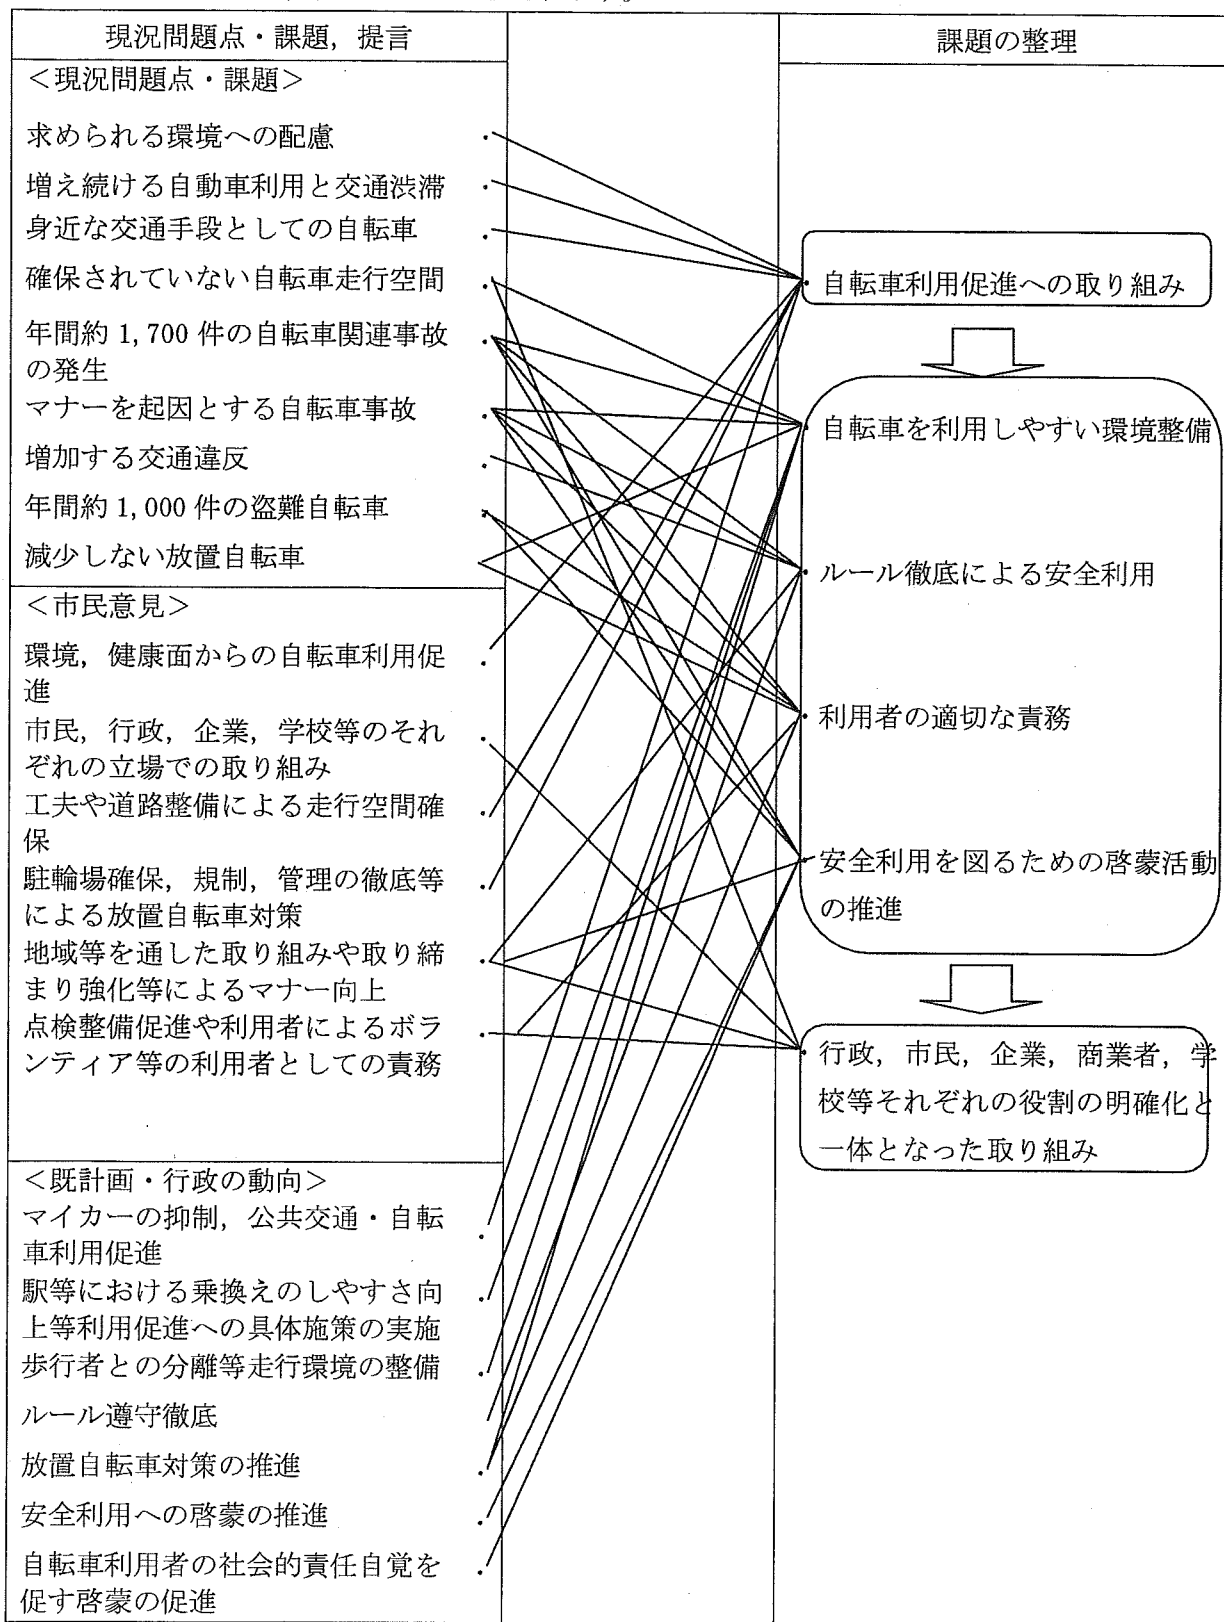 現況問題点・課題，提言
＜現況問題点・課題＞
求められる環境への配慮
増え続ける自動車利用と交通渋滞
身近な交通手段としての自転車
確保されていない自転車走行空間
年間約1,700件の自転車関連事故
の発生
マナーを起因とする自転車事故
増加する交通違反
年間約1,000件の盗難自転車
減少しない放置自転車
＜市民意見＞
環境，健康面からの自転車利用促
進
市民，行政，企業，学校等のそれ
ぞれの立場での取り組み
工夫や道路整備による走行空間確
保
駐輪場確保，規制，管理の徹底等
による放置自転車対策
地域等を通した取り組みや取り締
まり強化等によるマナー向上
点検整備促進や利用者によるボラ
ンティア等の利用者としての責務
＜既計画・行政の動向＞
マイカーの抑制，公共交通・自転
車利用促進
駅等における乗換えのしやすさ向
上等利用促進への具体施策の実施
歩行者との分離等走行環境の整備
ルール遵守徹底
放置自転車対策の推進
安全利用への啓蒙の推進
自転車利用者の社会的責任自覚を
促す啓蒙の促進
課題の整理
自転車利用促進への取り組み
自転車を利用しやすい環境整備
ルール徹底による安全利用
利用者の適切な責務
安全利用を図るための啓蒙活動
の推進
行政，市民，企業，商業者，学
校等それぞれの役割の明確化と
一体となった取り組み